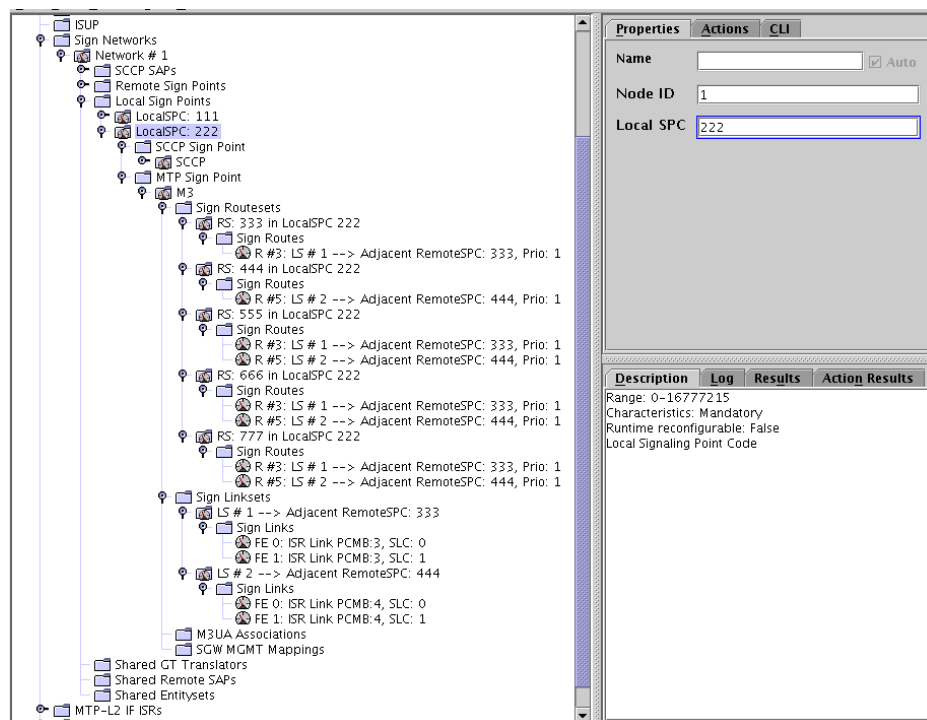 ISUP
Sign Networks
Network # 1
SCCP SAPs
Remote Sign Points
Local Sign Points
LocalSPC: 111
LocalSPC: 222
SCCP Sign Point
SCCP
MTP Sign Point
M3
Sign Routesets
RS: 333 in LocalSPC 222
Sign Routes
R #3: LS # 1 --> Adjacent RemoteSPC: 333, Prio: 1
RS: 444 in LocalSPC 222
Sign Routes
R #5: LS # 2 --> Adjacent RemoteSPC: 444, Prio: 1
RS: 555 in LocalSPC 222
Sign Routes
R #3: LS # 1 --> Adjacent RemoteSPC: 333, Prio: 1
R #5: LS # 2 --> Adjacent RemoteSPC: 444, Prio: 1
RS: 666 in LocalSPC 222
Sign Routes
R #3: LS # 1 --> Adjacent RemoteSPC: 333, Prio: 1
R #5: LS # 2 --> Adjacent RemoteSPC: 444, Prio: 1
RS: 777 in LocalSPC 222
Sign Routes
R #3: LS # 1 --> Adjacent RemoteSPC: 333, Prio: 1
R #5: LS # 2 --> Adjacent RemoteSPC: 444, Prio: 1
Sign Linksets
LS # 1 --> Adjacent RemoteSPC: 333
Sign Links
FE 0: ISR Link PCMB:3, SLC: 0
FE 1: ISR Link PCMB:3, SLC: 1
LS # 2 --> Adjacent RemoteSPC: 444
Sign Links
FE 0: ISR Link PCMB:4, SLC: 0
FE 1: ISR Link PCMB:4, SLC: 1
M3UA Associations
SGW MGMT Mappings
Shared GT Translators
Shared Remote SAPs
Shared Entitysets
MTP-L2 IF ISRs
Properties Actions CLI
Name Auto
Node ID 1
Local SPC 222
Description Log Results Action Results
Range: 0-16777215
Characteristics: Mandatory
Runtime reconfigurable: False
Local Signaling Point Code